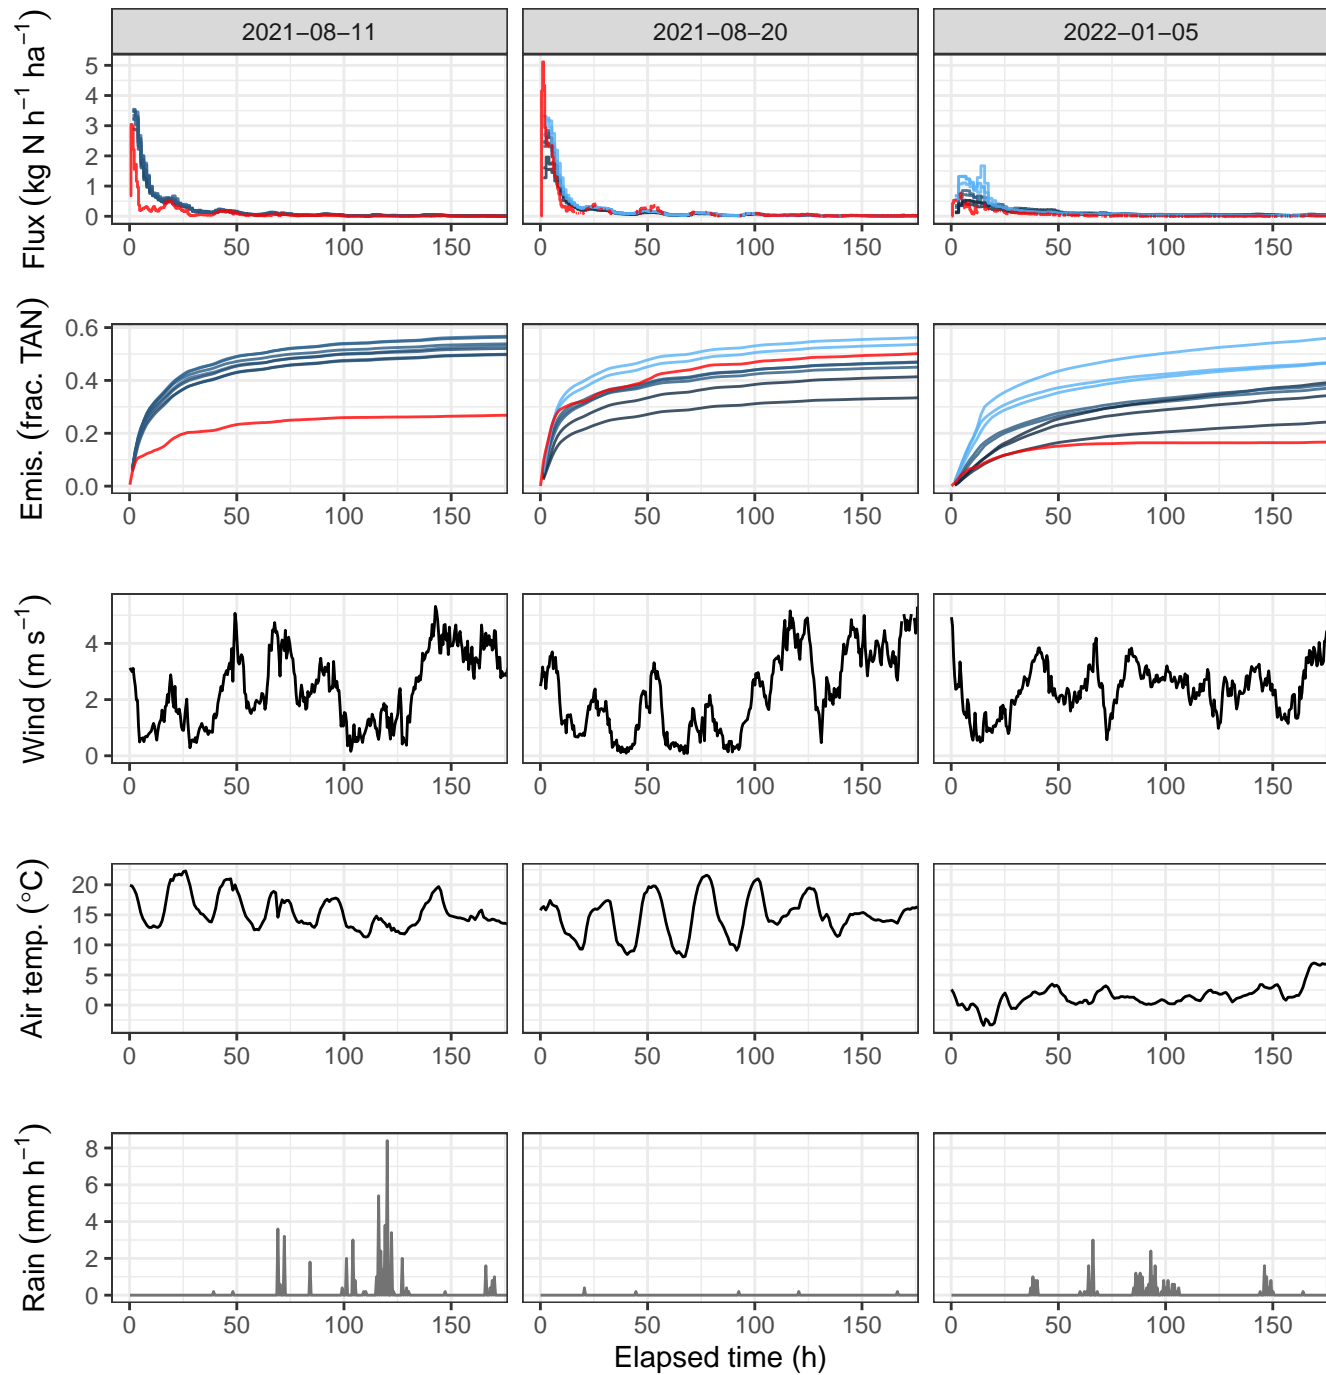 2021−08−11 2021−08−20 2022−01−05
Flux (kg N h⁻¹ ha⁻¹)
5
4
3
2
1
0
0 50 100 150 0 50 100 150 0 50 100 150
Emis. (frac. TAN)
0.6
0.4
0.2
0.0
0 50 100 150 0 50 100 150 0 50 100 150
Wind (m s⁻¹)
4
2
0
0 50 100 150 0 50 100 150 0 50 100 150
Air temp. (°C)
20
15
10
5
0
0 50 100 150 0 50 100 150 0 50 100 150
Rain (mm h⁻¹)
8
6
4
2
0
0 50 100 150 0 50 100 150 0 50 100 150
Elapsed time (h)